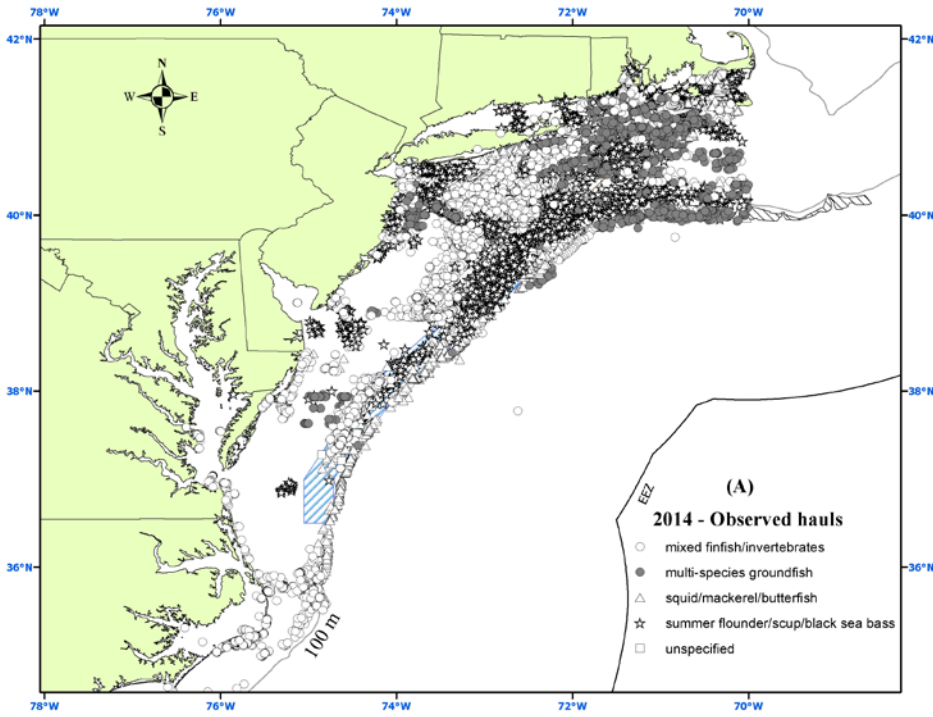 78°W 76°W 74°W 72°W 70°W
42°N 42°N
N
W E
S
40°N 40°N
38°N 38°N
EEZ
(A)
2014 - Observed hauls
mixed finfish/invertebrates
multi-species groundfish
squid/mackerel/butterfish
summer flounder/scup/black sea bass
unspecified
36°N 36°N
100 m
78°W 76°W 74°W 72°W 70°W